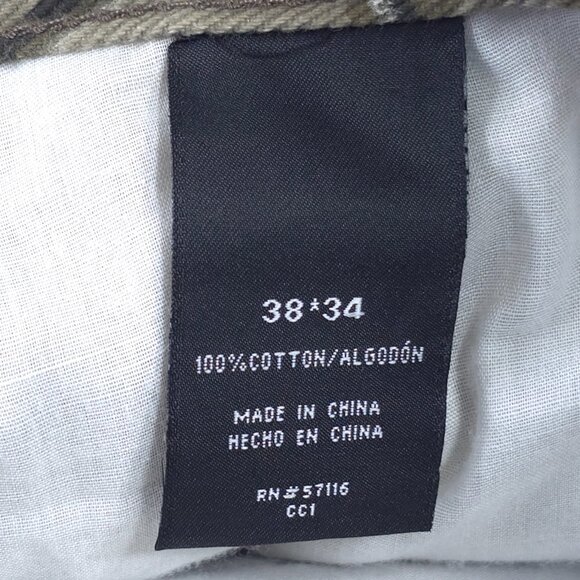 38*34
100%COTTON/ALGODÓN
MADE IN CHINA
HECHO EN CHINA
RN#57116
CC1